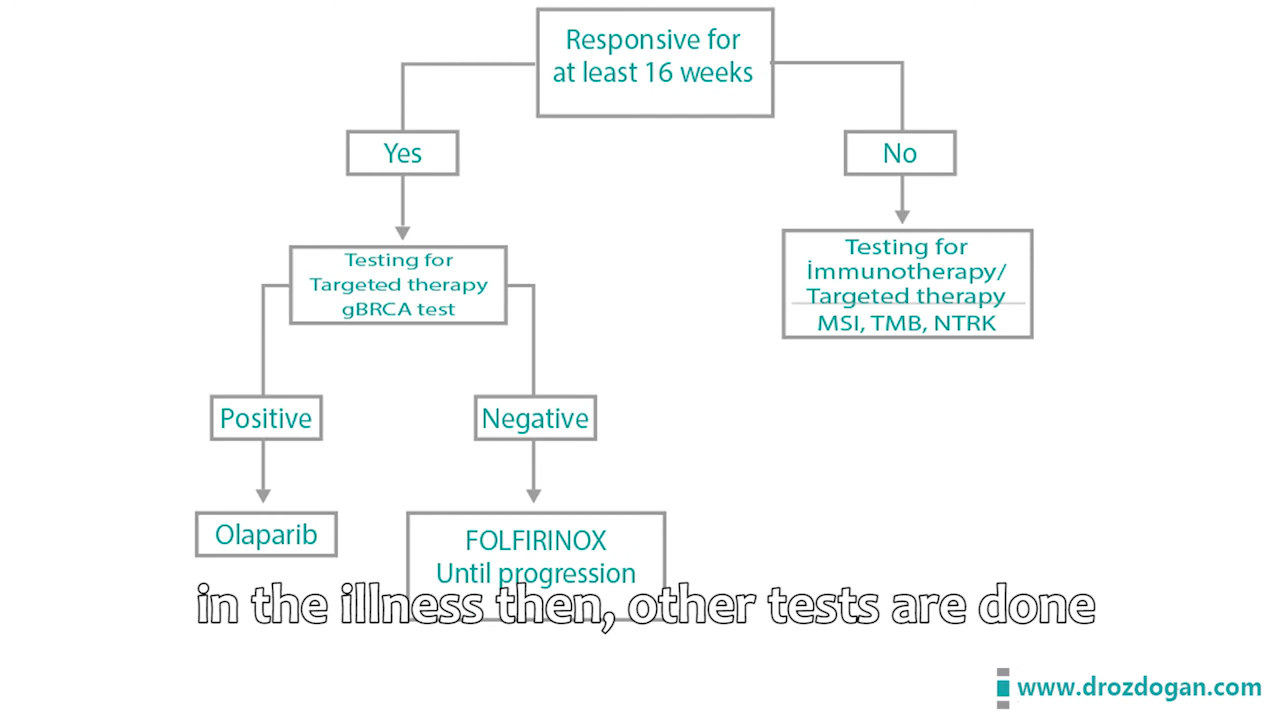 Responsive for
at least 16 weeks
Yes
No
Testing for
Targeted therapy
gBRCA test
Testing for
İmmunotherapy/
Targeted therapy
MSI, TMB, NTRK
Positive
Negative
Olaparib
FOLFIRINOX
Until progression
in the illness then, other tests are done
www.drozdogan.com